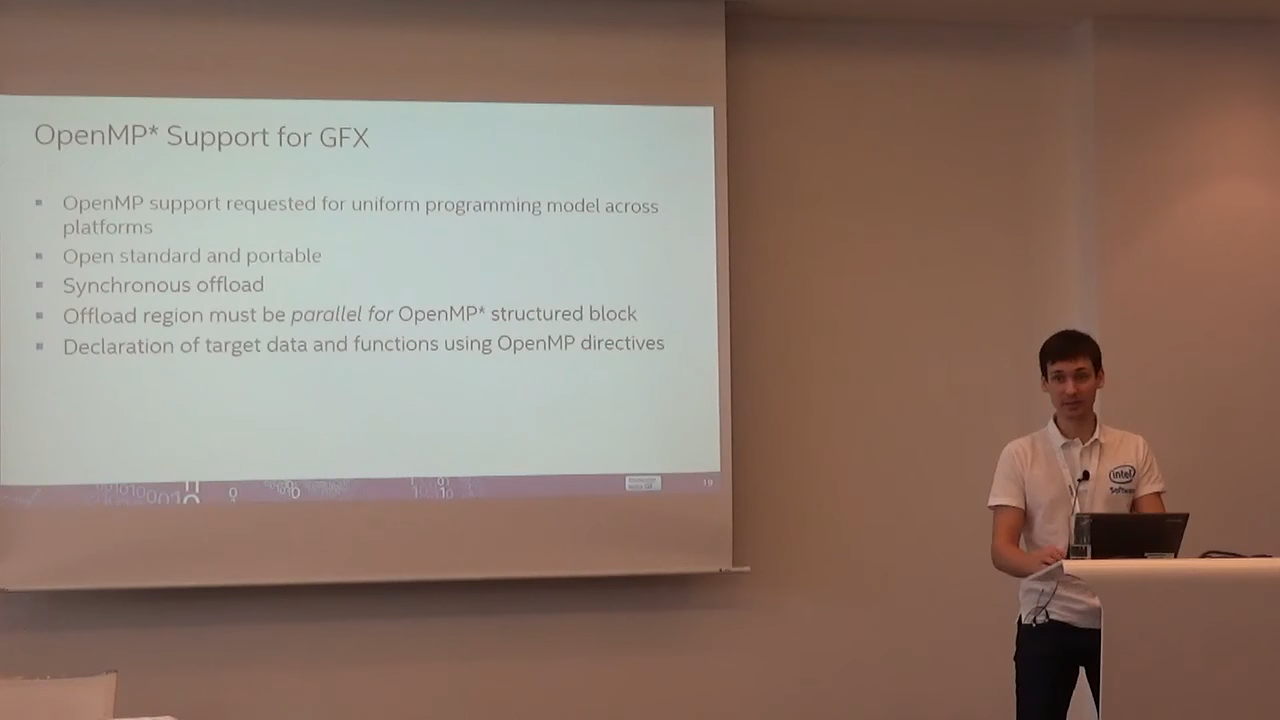 OpenMP* Support for GFX
OpenMP support requested for uniform programming model across
platforms
Open standard and portable
Synchronous offload
Offload region must be parallel for OpenMP* structured block
Declaration of target data and functions using OpenMP directives
19
intel
Software